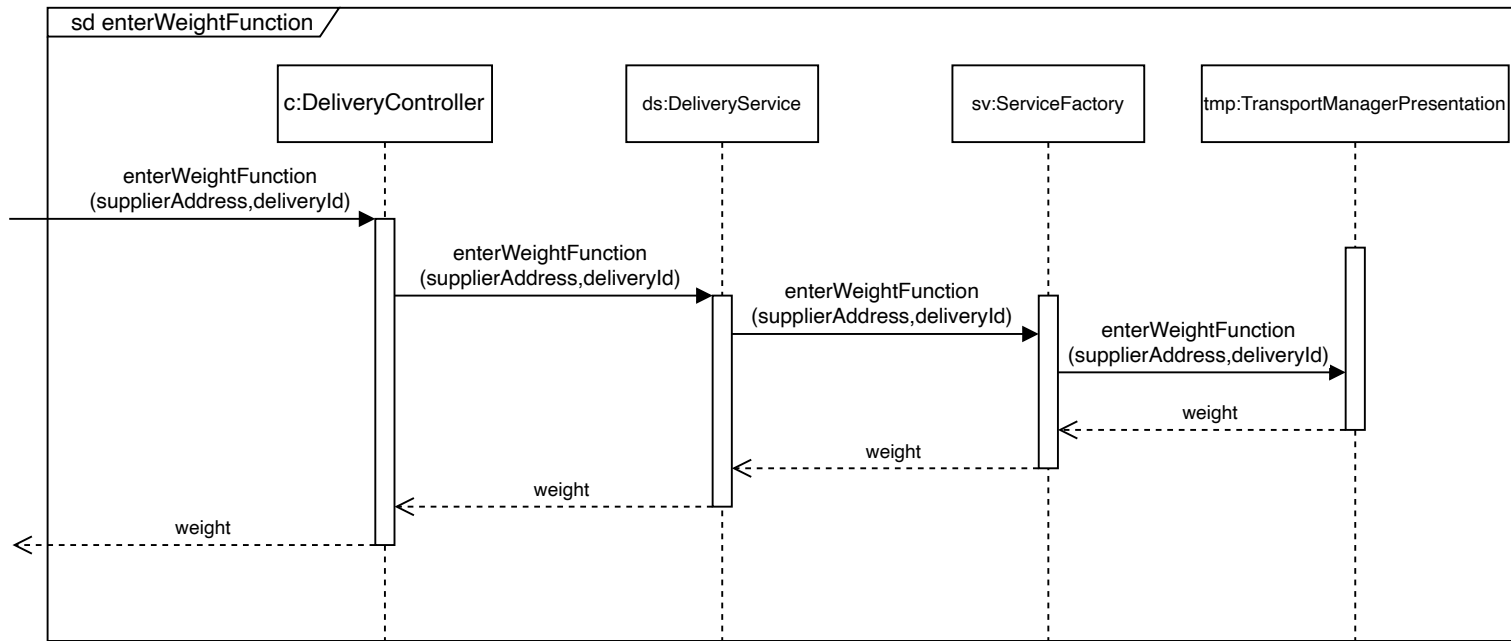 sd enterWeightFunction
c:DeliveryController
ds:DeliveryService
sv:ServiceFactory
tmp:TransportManagerPresentation
enterWeightFunction
(supplierAddress,deliveryId)
enterWeightFunction
(supplierAddress,deliveryId)
enterWeightFunction
(supplierAddress,deliveryId)
enterWeightFunction
(supplierAddress,deliveryId)
weight
weight
weight
weight